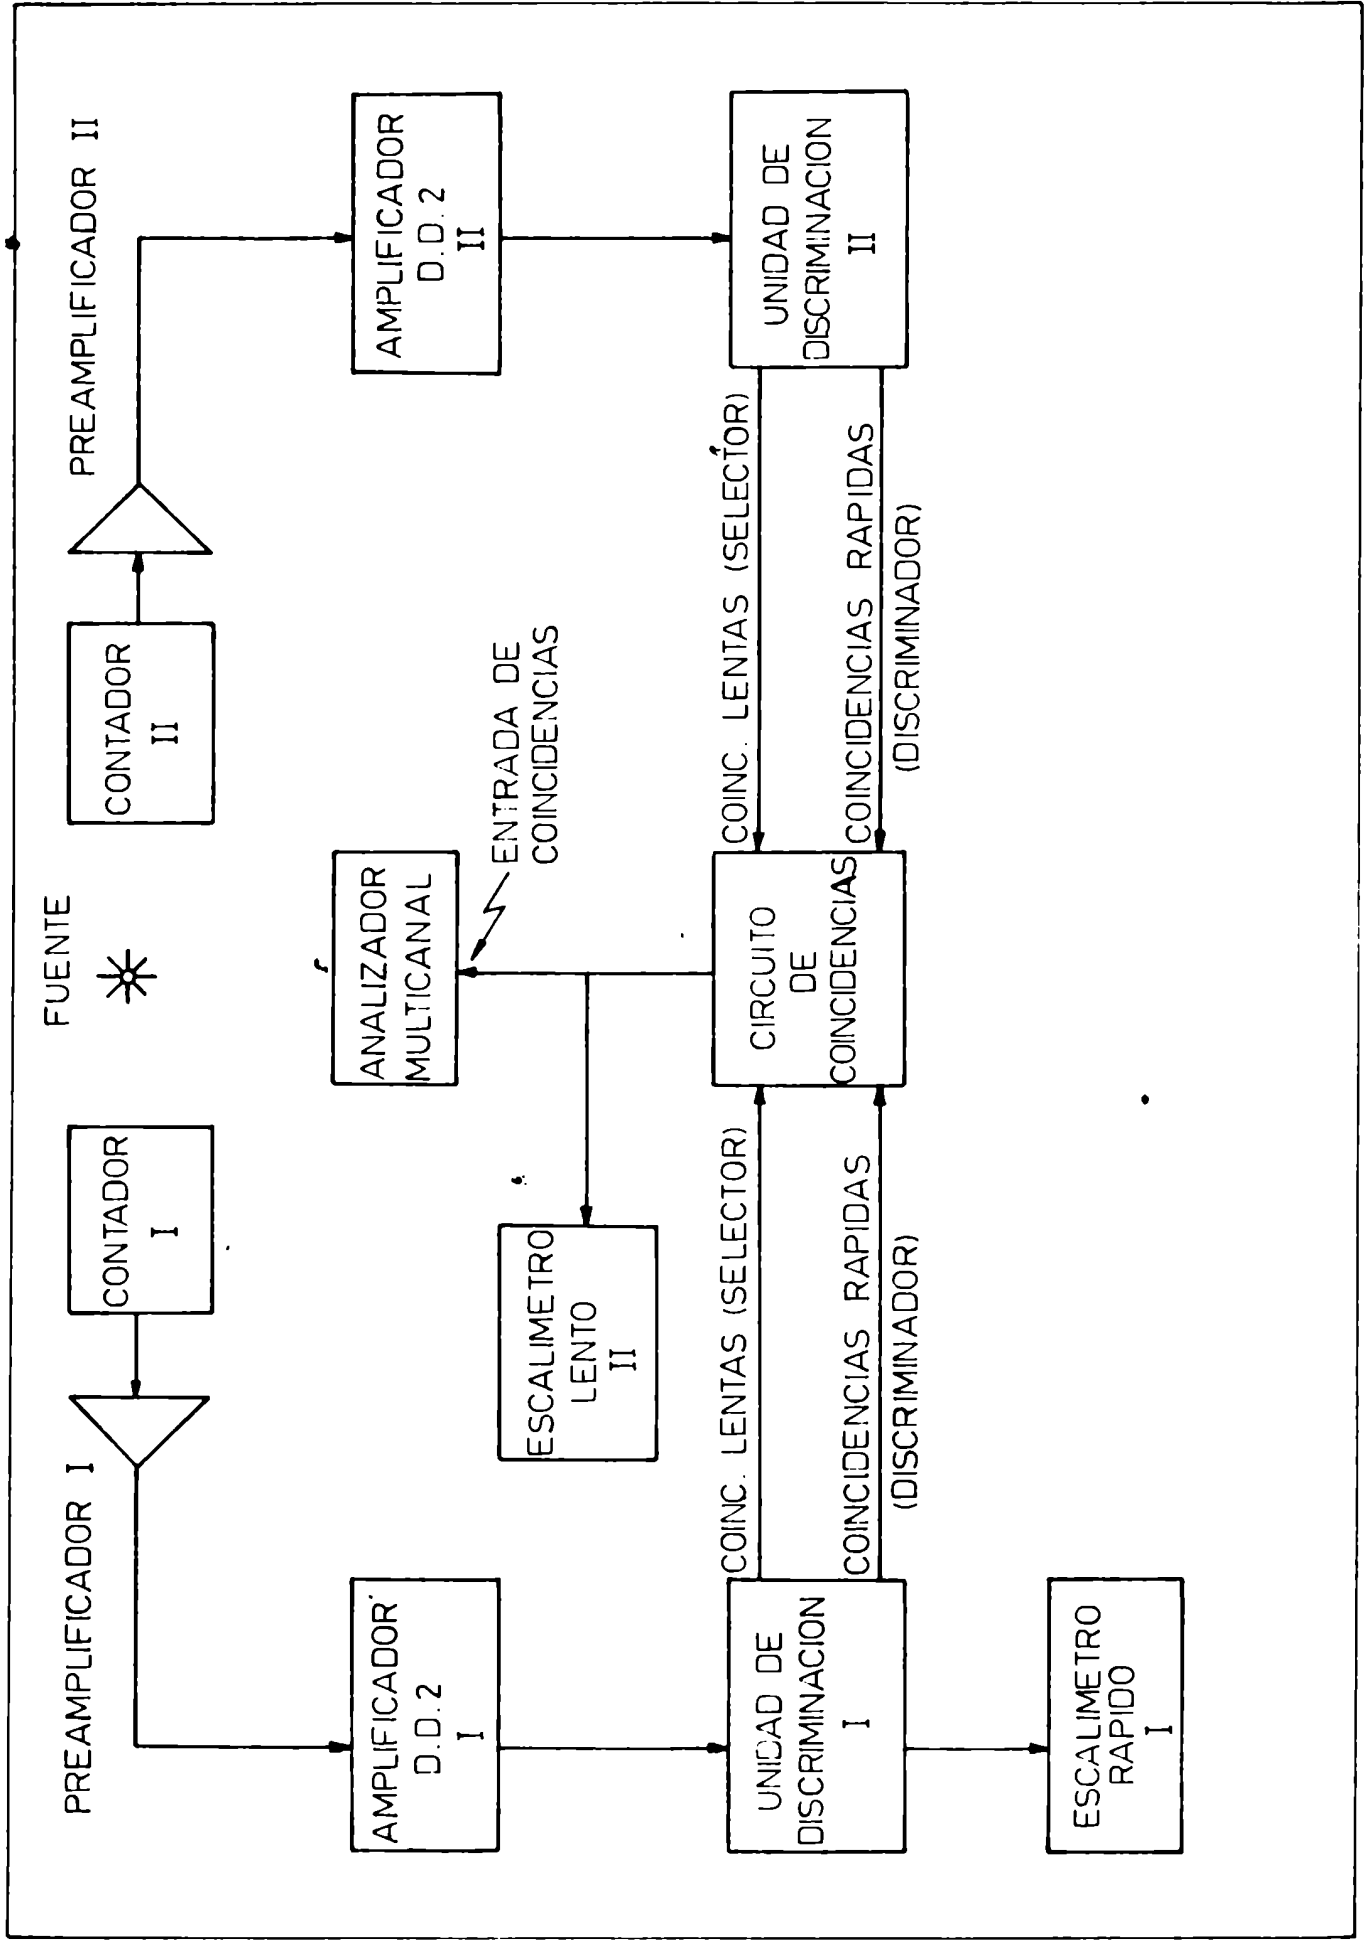 FUENTE
PREAMPLIFICADOR I
CONTADOR
I
CONTADOR
II
PREAMPLIFICADOR II
AMPLIFICADOR
D.D.2
I
ANALIZADOR
MULTICANAL
AMPLIFICADOR
D.D.2
II
ESCALIMETRO
LENTO
II
ENTRADA DE
COINCIDENCIAS
UNIDAD DE
DISCRIMINACION
I
COINC. LENTAS (SELECTOR)
COINCIDENCIAS RAPIDAS
(DISCRIMINADOR)
CIRCUITO
DE
COINCIDENCIAS
COINC. LENTAS (SELECTOR)
COINCIDENCIAS RAPIDAS
(DISCRIMINADOR)
UNIDAD DE
DISCRIMINACION
II
ESCALIMETRO
RAPIDO
I